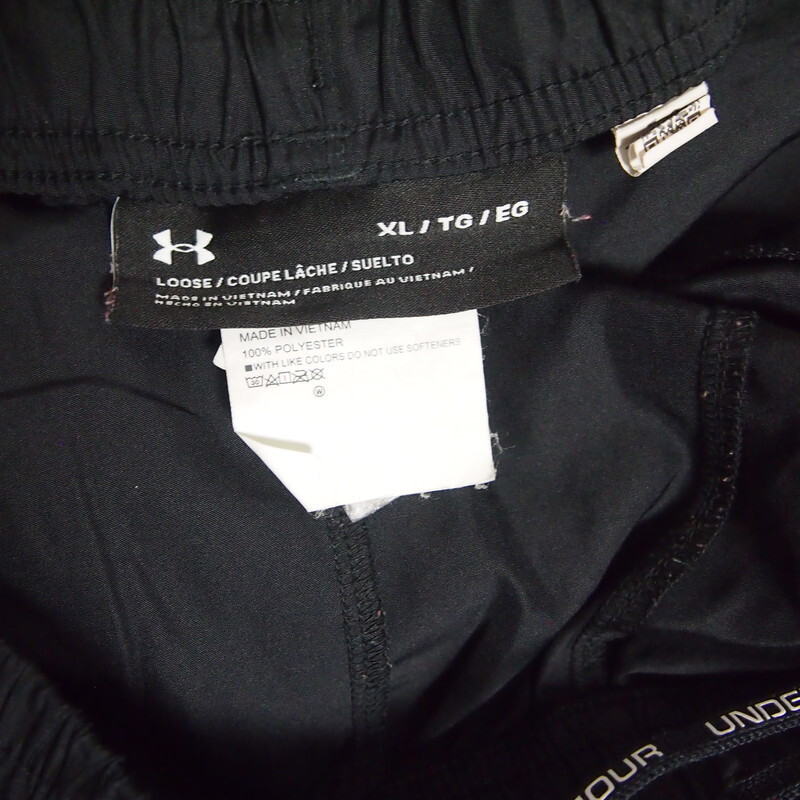 XL / TG / EG
LOOSE / COUPE LÂCHE / SUELTO
MADE IN VIETNAM / FABRIQUE AU VIETNAM /
HECHO EN VIETNAM
MADE IN VIETNAM
100% POLYESTER
WITH LIKE COLORS DO NOT USE SOFTENERS
30
W
OUR UNDE